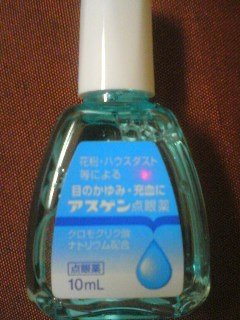 花粉・ハウスダスト
等による
目のかゆみ・充血に
アスゲン点眼薬
クロモグリク酸
ナトリウム配合
点眼薬
10mL